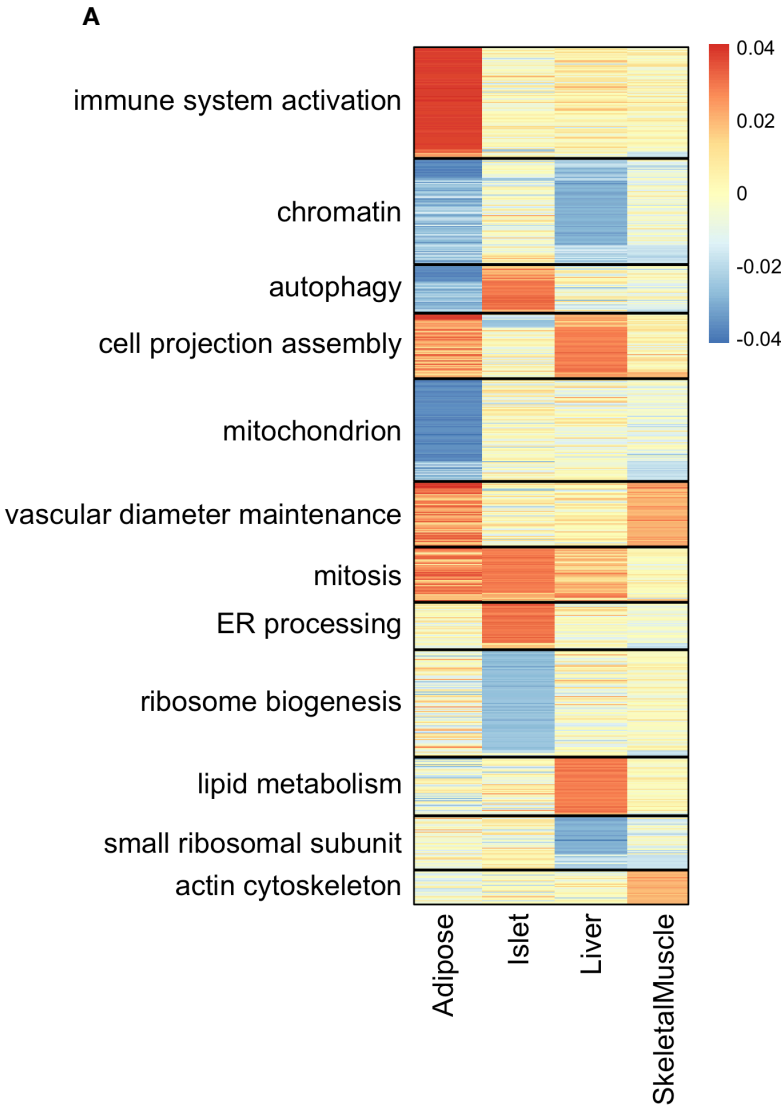 A
immune system activation
chromatin
autophagy
cell projection assembly
mitochondrion
vascular diameter maintenance
mitosis
ER processing
ribosome biogenesis
lipid metabolism
small ribosomal subunit
actin cytoskeleton
0.04
0.02
0
-0.02
-0.04
Adipose
Islet
Liver
SkeletalMuscle